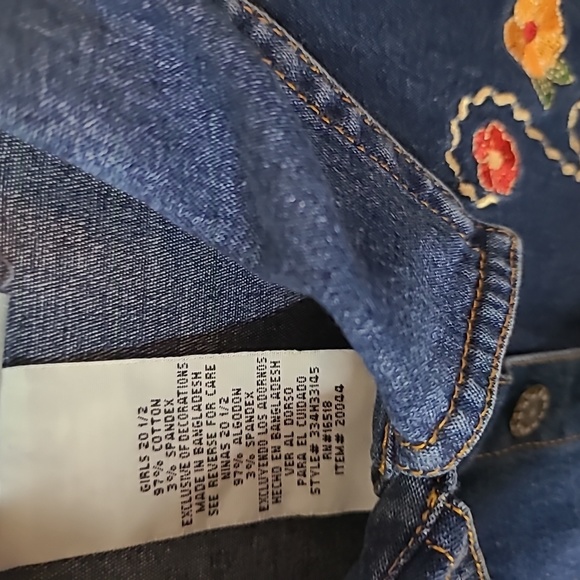 GIRLS 20 1/2
97% COTTON
3% SPANDEX
EXCLUSIVE OF DECORATIONS
MADE IN BANGLADESH
SEE REVERSE FOR CARE
NIÑAS 20 1/2
97% ALGODON
3% SPANDEX
EXCLUYENDO LOS ADORNOS
HECHO EN BANGLADESH
VER AL DORSO
PARA EL CUIDADO
STYLE# 334H33145
RN#16518
ITEM# 20044